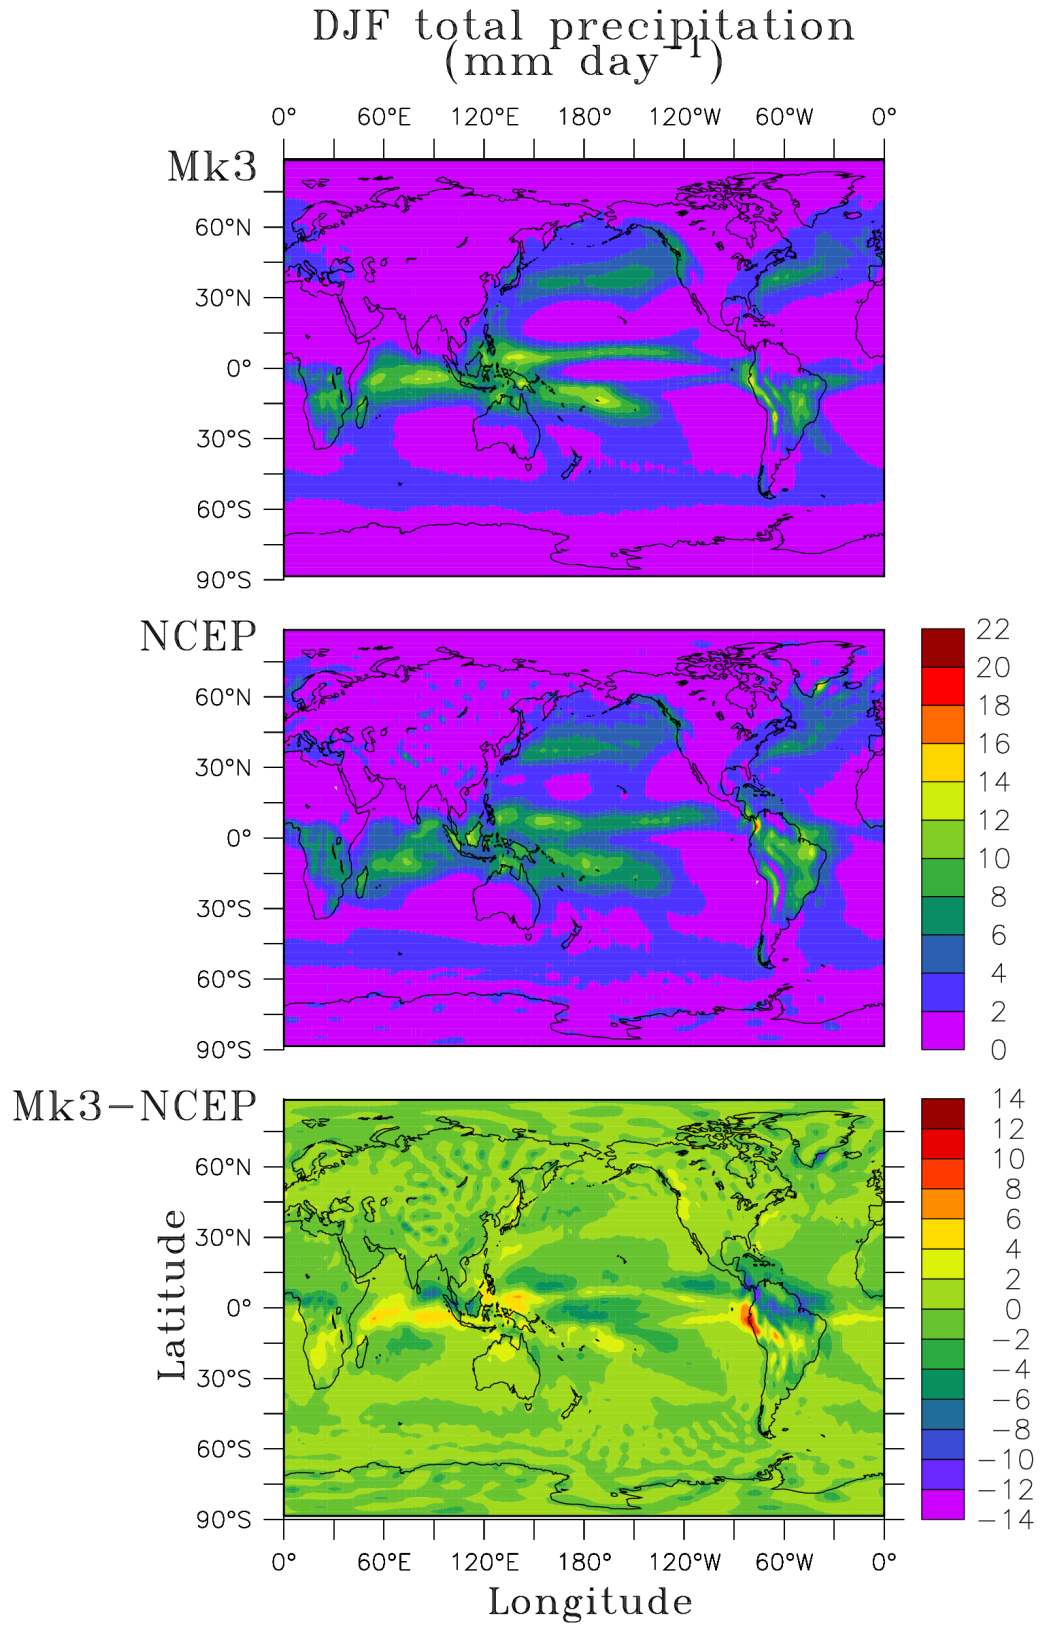 DJF total precipitation
(mm day⁻¹)
0° 60°E 120°E 180° 120°W 60°W 0°
Mk3
60°N
30°N
0°
30°S
60°S
90°S
NCEP
60°N
30°N
0°
30°S
60°S
90°S
22
20
18
16
14
12
10
8
6
4
2
0
Mk3-NCEP
60°N
30°N
0°
30°S
60°S
90°S
Latitude
14
12
10
8
6
4
2
0
-2
-4
-6
-8
-10
-12
-14
0° 60°E 120°E 180° 120°W 60°W 0°
Longitude